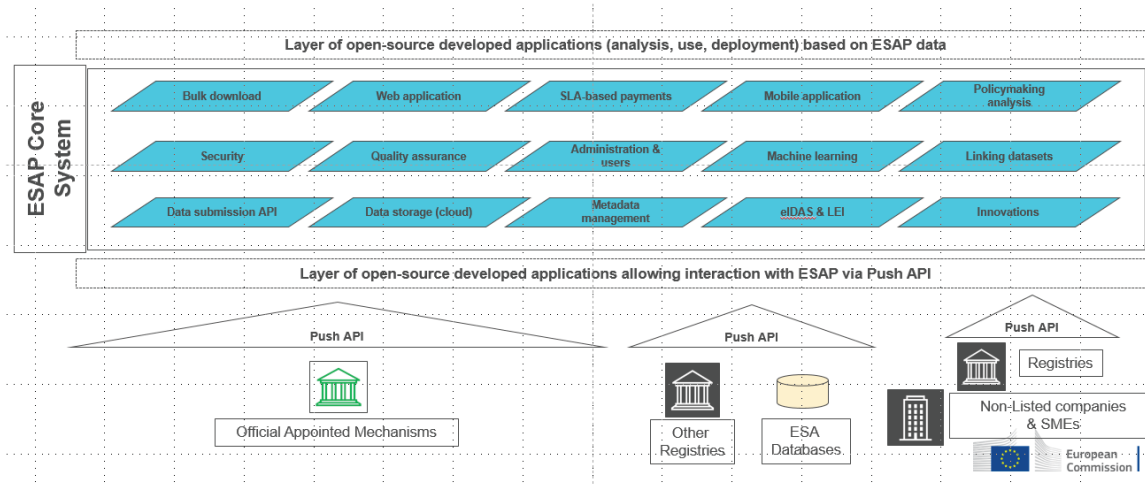 Layer of open-source developed applications (analysis, use, deployment) based on ESAP data
ESAP Core
System
Bulk download
Web application
SLA-based payments
Mobile application
Policymaking
analysis
Security
Quality assurance
Administration &
users
Machine learning
Linking datasets
Data submission API
Data storage (cloud)
Metadata
management
eIDAS & LEI
Innovations
Layer of open-source developed applications allowing interaction with ESAP via Push API
Push API
Push API
Push API
Registries
Official Appointed Mechanisms
Other
Registries
ESA
Databases
Non-Listed companies
& SMEs
European
Commission